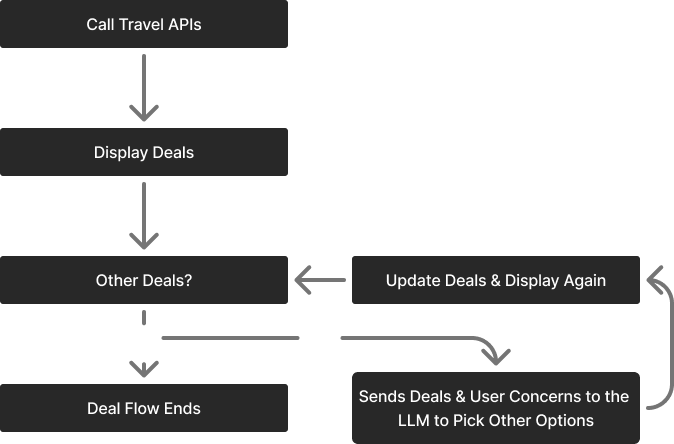 Call Travel APIs
Display Deals
Other Deals?
Update Deals & Display Again
Deal Flow Ends
Sends Deals & User Concerns to the
LLM to Pick Other Options